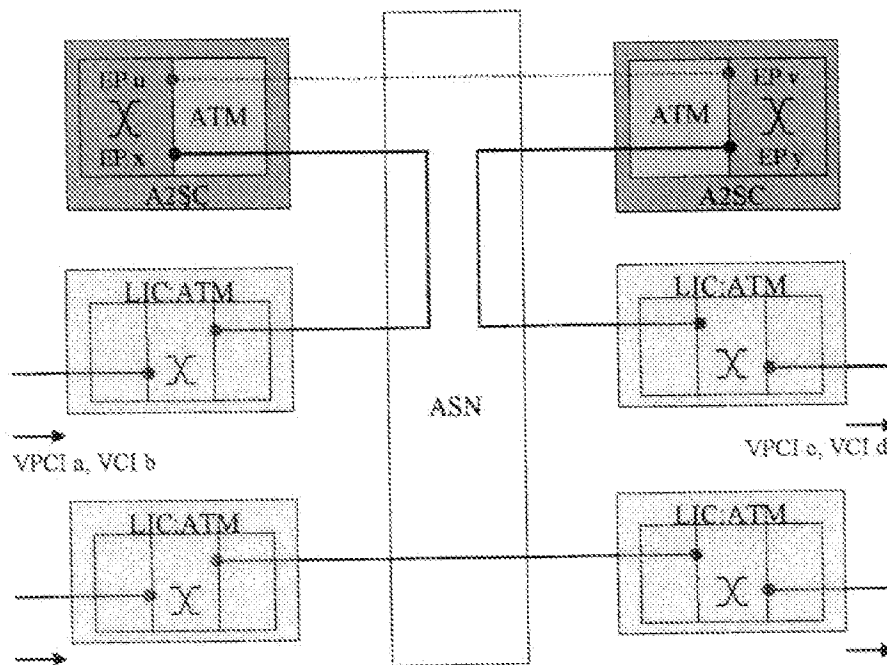 EP u
ATM
EP x
A2SC
EP v
ATM
EP y
A2SC
LIC:ATM
LIC:ATM
ASN
VPCI a, VCI b
VPCI c, VCI d
LIC:ATM
LIC:ATM